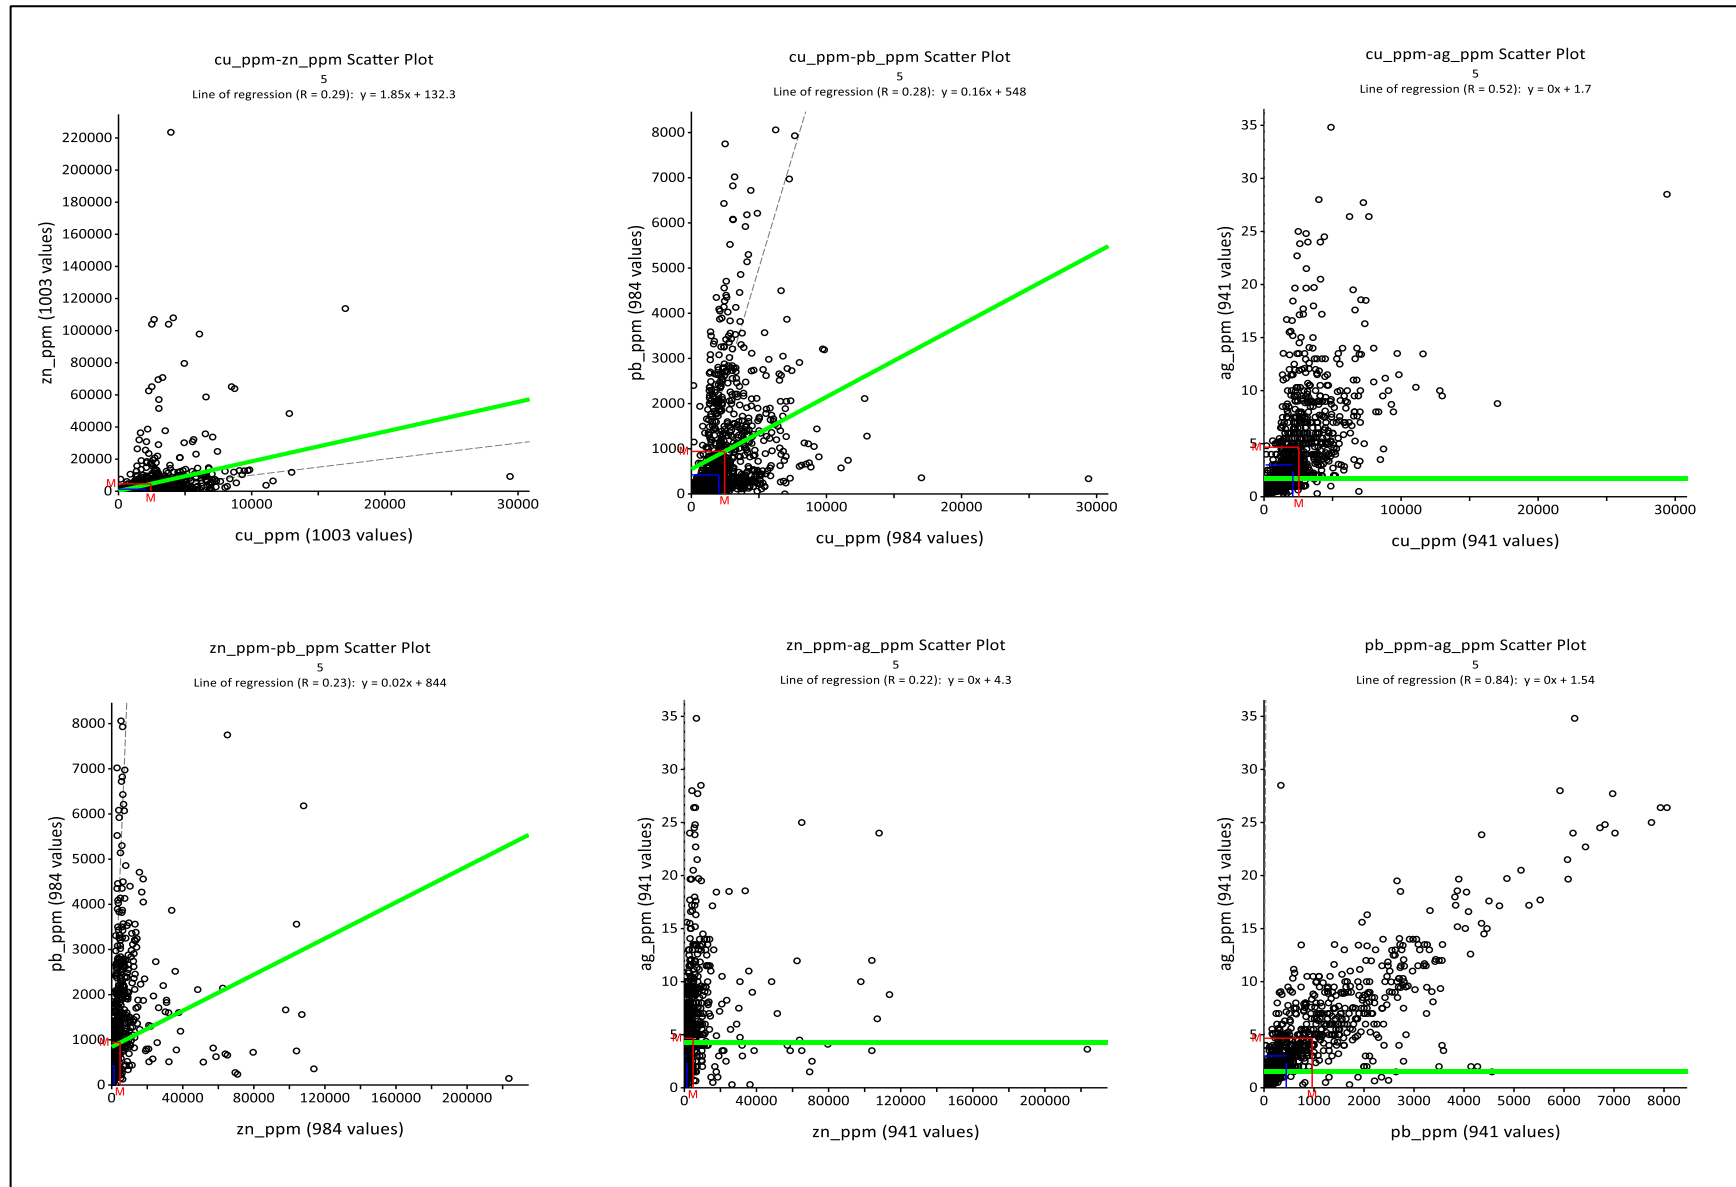 cu_ppm-zn_ppm Scatter Plot
5
Line of regression (R = 0.29): y = 1.85x + 132.3
zn_ppm (1003 values)
220000
200000
180000
160000
140000
120000
100000
80000
60000
40000
20000
0
M
M
0
10000
20000
30000
cu_ppm (1003 values)
cu_ppm-pb_ppm Scatter Plot
5
Line of regression (R = 0.28): y = 0.16x + 548
pb_ppm (984 values)
8000
7000
6000
5000
4000
3000
2000
1000
0
M
M
0
10000
20000
30000
cu_ppm (984 values)
cu_ppm-ag_ppm Scatter Plot
5
Line of regression (R = 0.52): y = 0x + 1.7
ag_ppm (941 values)
35
30
25
20
15
10
5
0
M
M
0
10000
20000
30000
cu_ppm (941 values)
zn_ppm-pb_ppm Scatter Plot
5
Line of regression (R = 0.23): y = 0.02x + 844
pb_ppm (984 values)
8000
7000
6000
5000
4000
3000
2000
1000
0
M
M
0
40000
80000
120000
160000
200000
zn_ppm (984 values)
zn_ppm-ag_ppm Scatter Plot
5
Line of regression (R = 0.22): y = 0x + 4.3
ag_ppm (941 values)
35
30
25
20
15
10
5
0
M
M
0
40000
80000
120000
160000
200000
zn_ppm (941 values)
pb_ppm-ag_ppm Scatter Plot
5
Line of regression (R = 0.84): y = 0x + 1.54
ag_ppm (941 values)
35
30
25
20
15
10
5
0
M
M
0
1000
2000
3000
4000
5000
6000
7000
8000
pb_ppm (941 values)